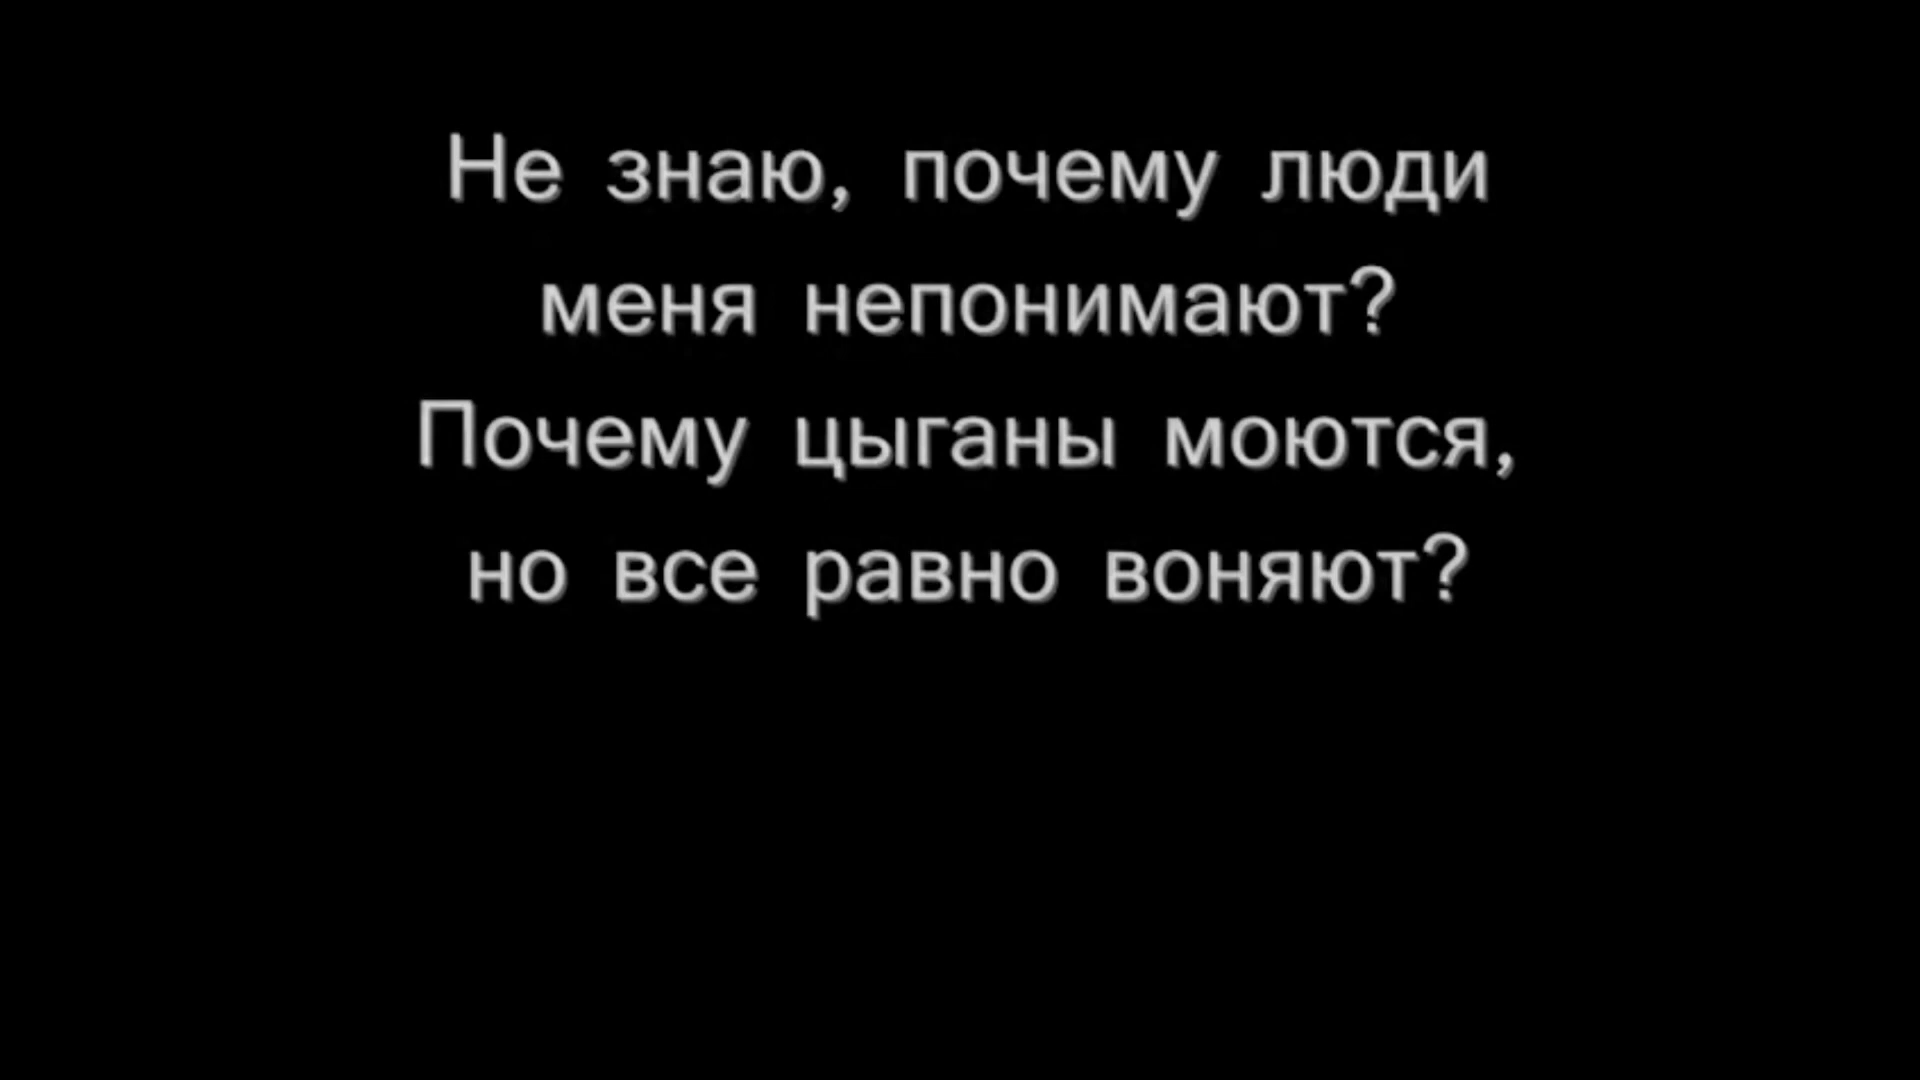 Не знаю, почему люди
меня непонимают?
Почему цыганы моются,
но все равно воняют?